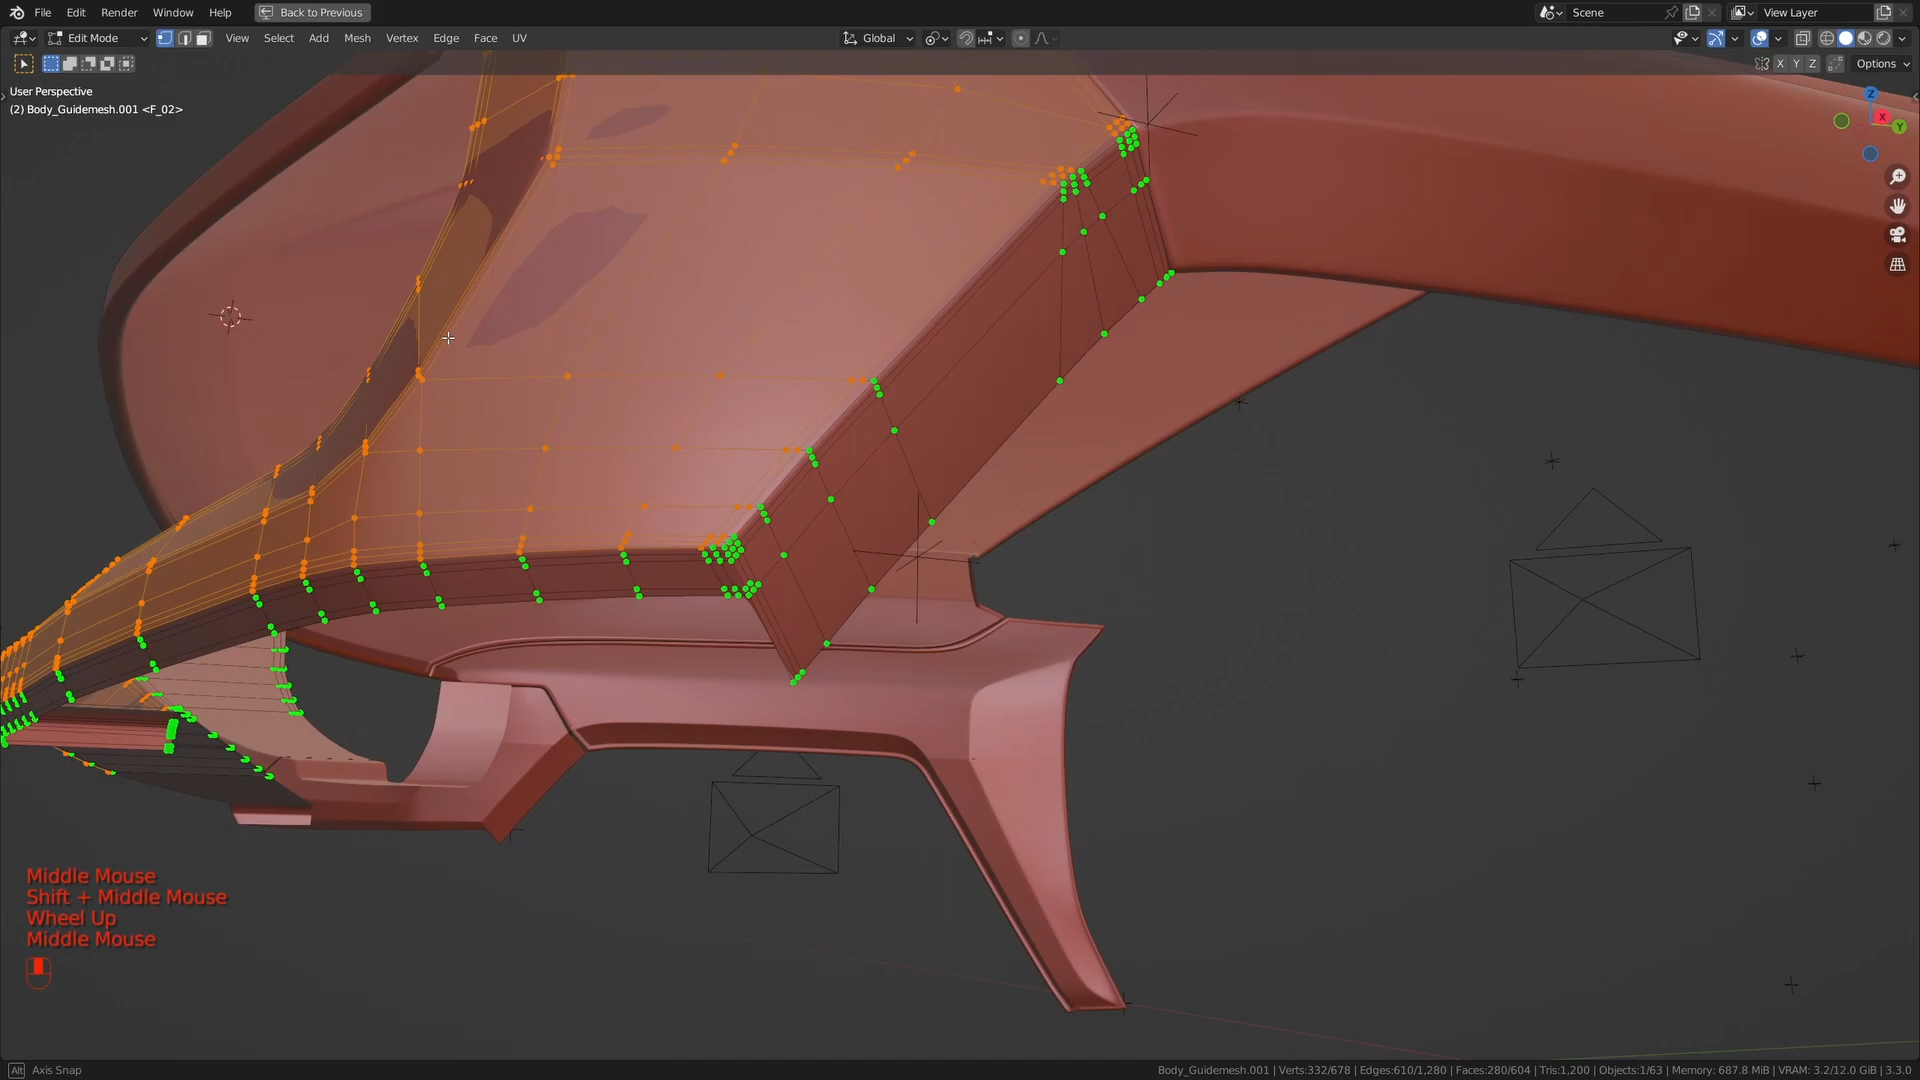 File Edit Render Window Help Back to Previous Scene View Layer
Edit Mode View Select Add Mesh Vertex Edge Face UV Global
X Y Z Options
User Perspective
(2) Body_Guidemesh.001 <F_02>
Z
X
Y
Middle Mouse
Shift + Middle Mouse
Wheel Up
Middle Mouse
Alt Axis Snap Body_Guidemesh.001 | Verts:332/678 | Edges:610/1,280 | Faces:280/604 | Tris:1,200 | Objects:1/63 | Memory: 687.8 MiB | VRAM: 3.2/12.0 GiB | 3.3.0